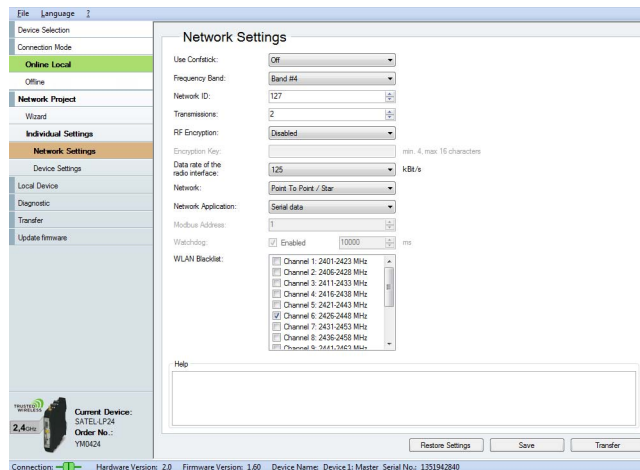 File Language ?
Device Selection
Connection Mode
Online Local
Offline
Network Project
Wizard
Individual Settings
Network Settings
Device Settings
Local Device
Diagnostic
Transfer
Update firmware
TRUSTED WIRELESS
2,4GHz
Current Device:
SATEL-LP24
Order No.:
YM0424
Network Settings
Use Confstick: Off
Frequency Band: Band #4
Network ID: 127
Transmissions: 2
RF Encryption: Disabled
Encryption Key: min. 4, max 16 characters
Data rate of the
radio interface: 125 kBit/s
Network: Point To Point / Star
Network Application: Serial data
Modbus Address: 1
Watchdog: Enabled 10000 ms
WLAN Blacklist:
Channel 1: 2401-2423 MHz
Channel 2: 2406-2428 MHz
Channel 3: 2411-2433 MHz
Channel 4: 2416-2438 MHz
Channel 5: 2421-2443 MHz
Channel 6: 2426-2448 MHz
Channel 7: 2431-2453 MHz
Channel 8: 2436-2458 MHz
Channel 9: 2441-2463 MHz
Help
Restore Settings Save Transfer
Connection: Hardware Version: 2.0 Firmware Version: 1.60 Device Name: Device1: Master Serial No.: 1351942840